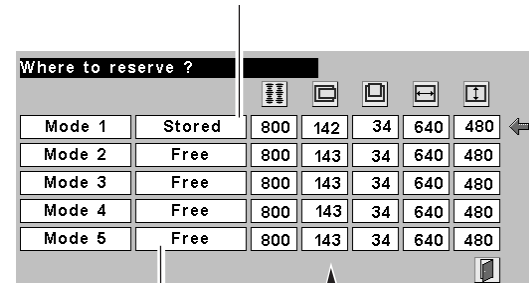 Where to reserve ?
Mode 1 Stored 800 142 34 640 480
Mode 2 Free 800 143 34 640 480
Mode 3 Free 800 143 34 640 480
Mode 4 Free 800 143 34 640 480
Mode 5 Free 800 143 34 640 480